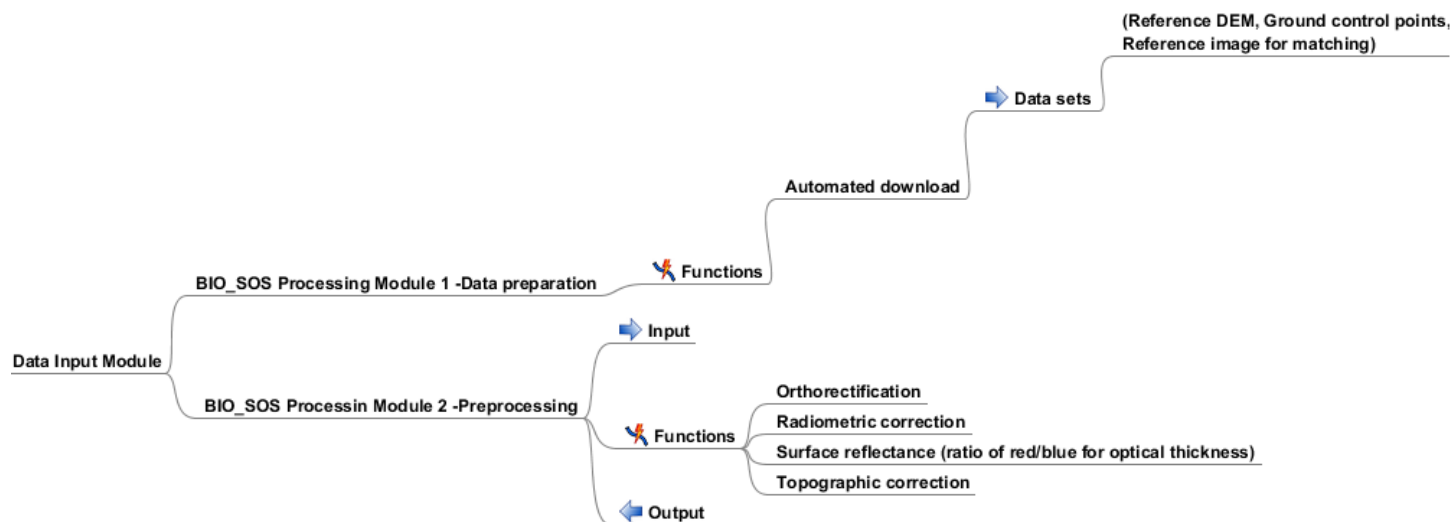 (Reference DEM, Ground control points,
Reference image for matching)
Data sets
Automated download
Functions
BIO_SOS Processing Module 1 -Data preparation
Input
Data Input Module
Orthorectification
BIO_SOS Processin Module 2 -Preprocessing
Radiometric correction
Functions
Surface reflectance (ratio of red/blue for optical thickness)
Topographic correction
Output